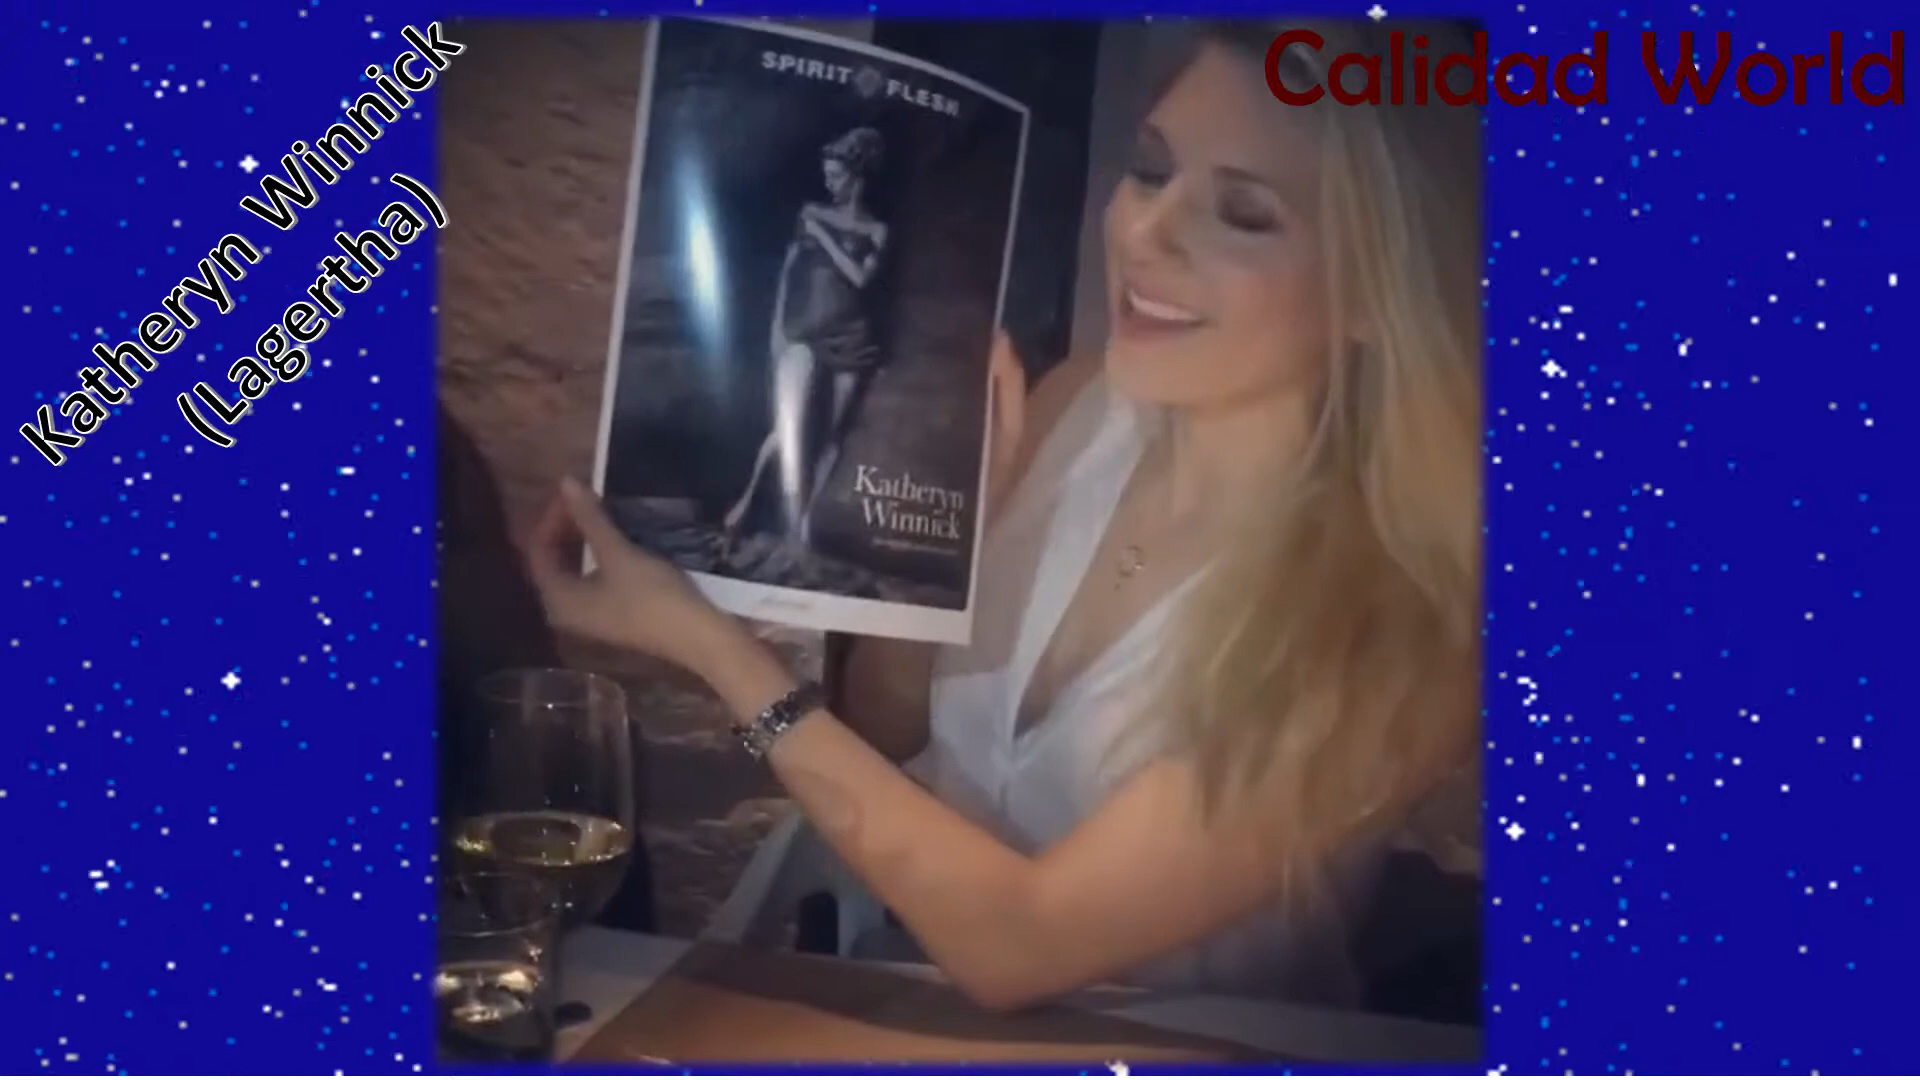 Katheryn Winnick
(Lagertha)
Calidad World
SPIRIT FLESH
Katheryn
Winnick